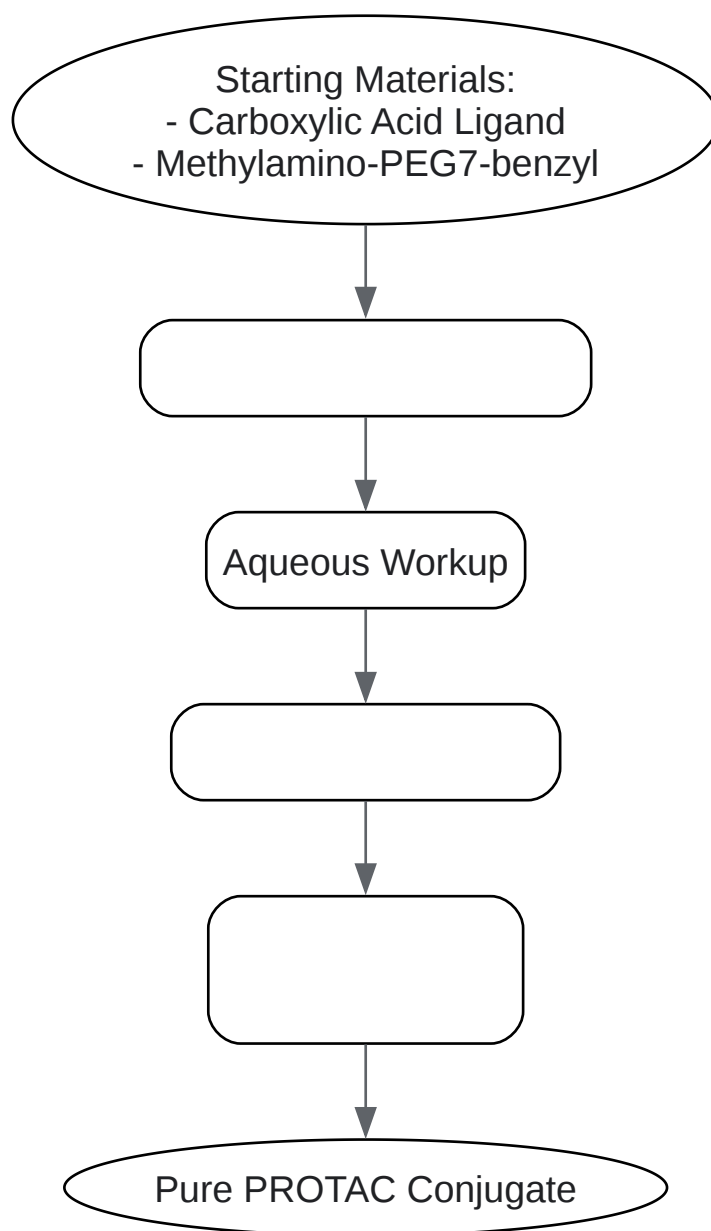 Starting Materials:
- Carboxylic Acid Ligand
- Methylamino-PEG7-benzyl
Aqueous Workup
Pure PROTAC Conjugate